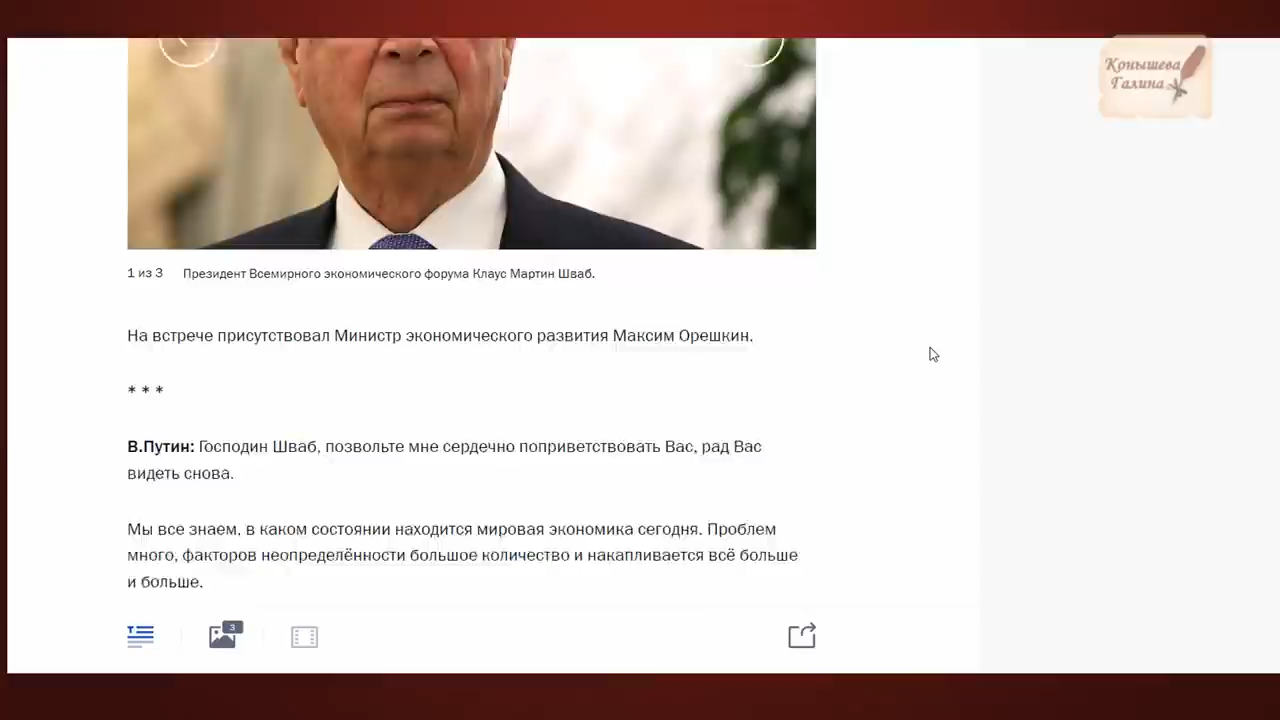 Конышева
Галина
1 из 3 Президент Всемирного экономического форума Клаус Мартин Шваб.
На встрече присутствовал Министр экономического развития Максим Орешкин.
* * *
В.Путин: Господин Шваб, позвольте мне сердечно поприветствовать Вас, рад Вас
видеть снова.
Мы все знаем, в каком состоянии находится мировая экономика сегодня. Проблем
много, факторов неопределённости большое количество и накапливается всё больше
и больше.
3